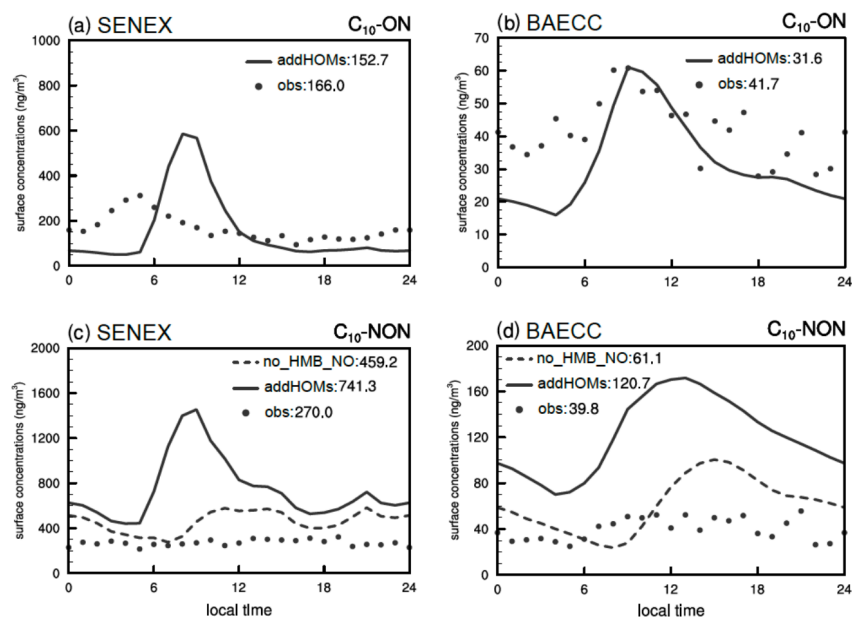 (a) SENEX C₁₀-ON
surface concentrations (ng/m³)
1000
800
600
400
200
0
addHOMs:152.7
obs:166.0
0 6 12 18 24
(b) BAECC C₁₀-ON
surface concentrations (ng/m³)
70
60
50
40
30
20
10
0
addHOMs:31.6
obs:41.7
0 6 12 18 24
(c) SENEX C₁₀-NON
surface concentrations (ng/m³)
2000
1600
1200
800
400
0
no_HMB_NO:459.2
addHOMs:741.3
obs:270.0
0 6 12 18 24
local time
(d) BAECC C₁₀-NON
surface concentrations (ng/m³)
200
160
120
80
40
0
no_HMB_NO:61.1
addHOMs:120.7
obs:39.8
0 6 12 18 24
local time